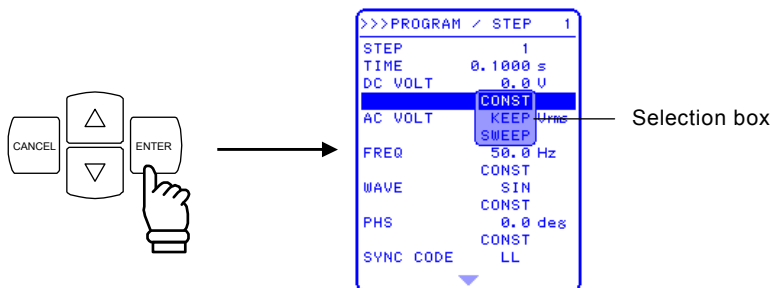 CANCEL
ENTER
>>>PROGRAM / STEP 1
STEP 1
TIME 0.1000 s
DC VOLT 0.0 V
CONST
AC VOLT KEEP Vrms
SWEEP
FREQ 50.0 Hz
CONST
WAVE SIN
CONST
PHS 0.0 deg
CONST
SYNC CODE LL
Selection box